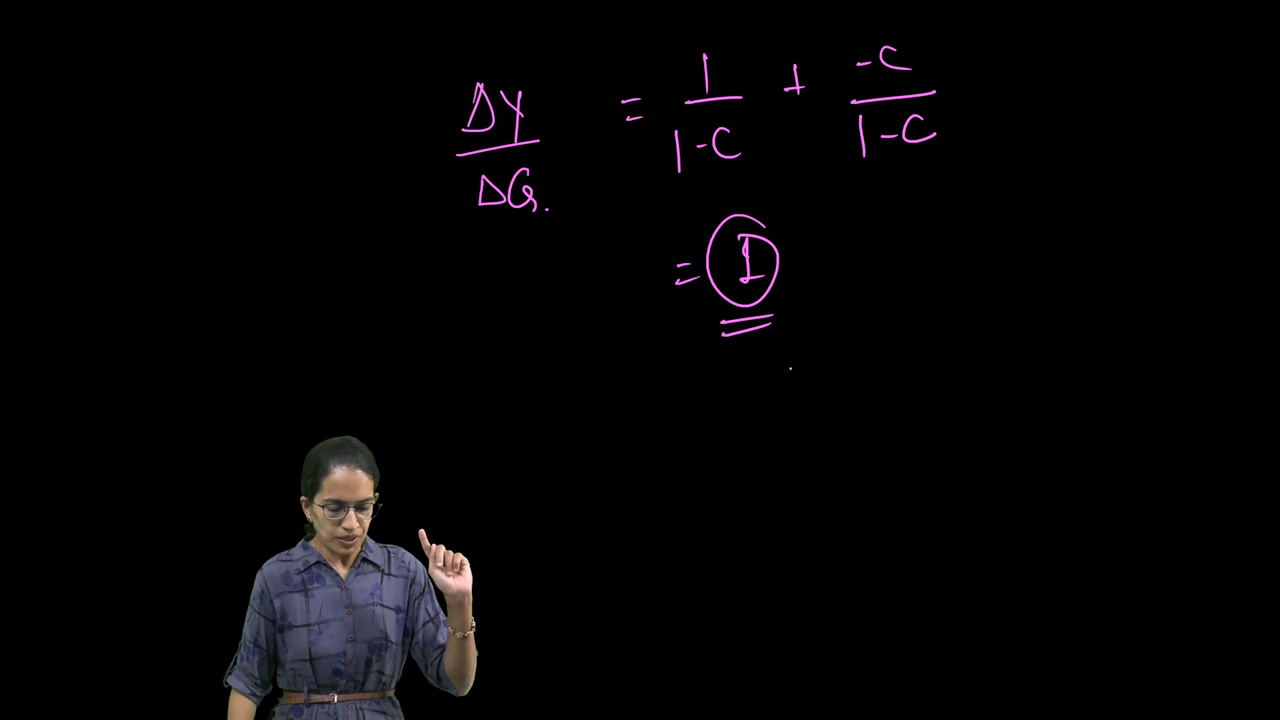 ΔY/ΔG. = 1/1-C + -C/1-C
= 1